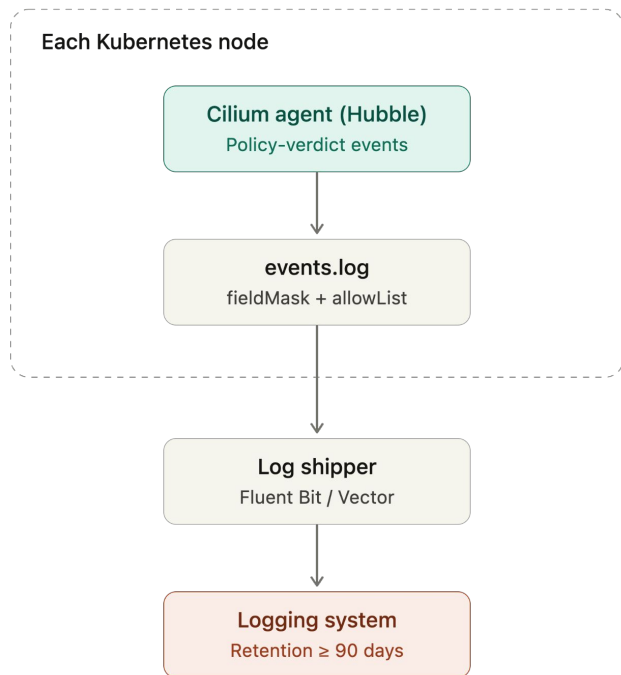 Each Kubernetes node
Cilium agent (Hubble)
Policy-verdict events
events.log
fieldMask + allowList
Log shipper
Fluent Bit / Vector
Logging system
Retention ≥ 90 days